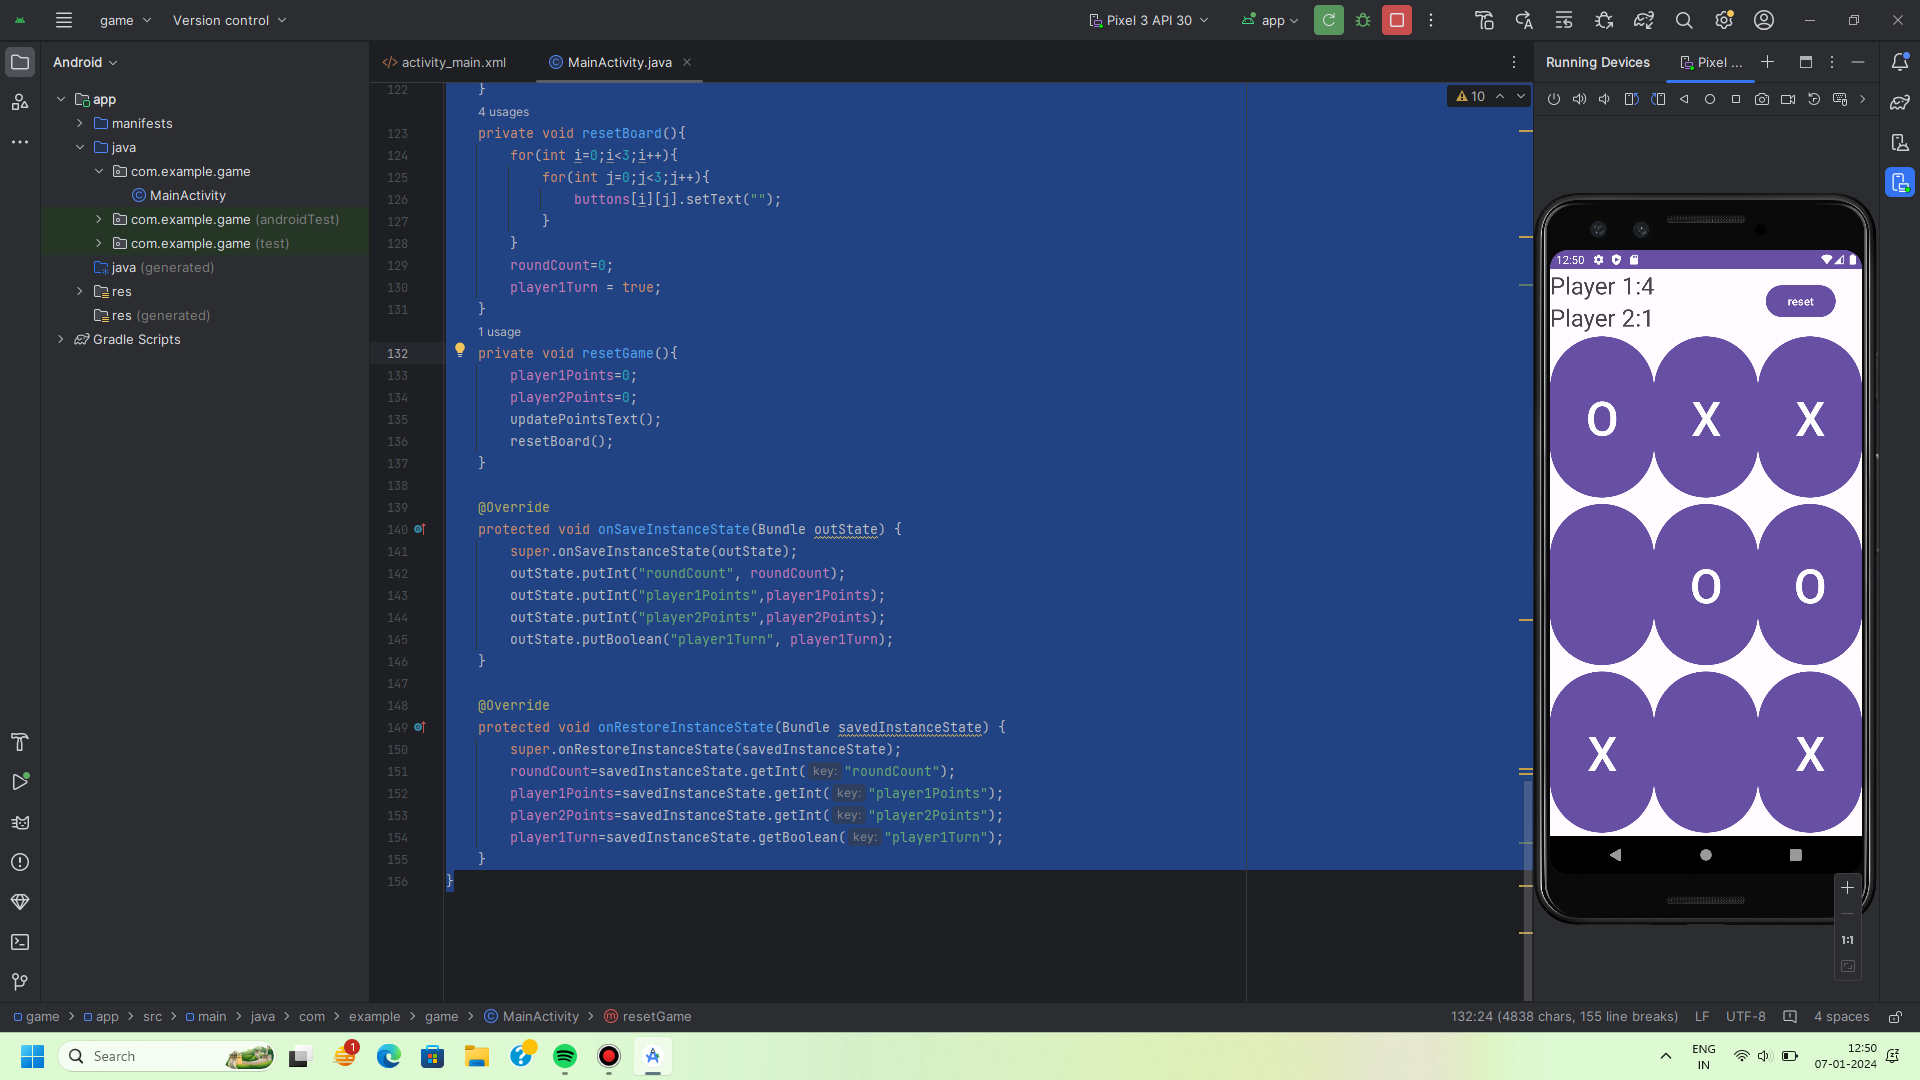 game
Version control
Pixel 3 API 30
app
Android
activity_main.xml
MainActivity.java
Running Devices
Pixel ...
app
manifests
java
com.example.game
MainActivity
com.example.game (androidTest)
com.example.game (test)
java (generated)
res
res (generated)
Gradle Scripts
10
122 }
4 usages
123 private void resetBoard(){
124 for(int i=0;i<3;i++){
125 for(int j=0;j<3;j++){
126 buttons[i][j].setText("");
127 }
128 }
129 roundCount=0;
130 player1Turn = true;
131 }
1 usage
132 private void resetGame(){
133 player1Points=0;
134 player2Points=0;
135 updatePointsText();
136 resetBoard();
137 }
138
139 @Override
140 protected void onSaveInstanceState(Bundle outState) {
141 super.onSaveInstanceState(outState);
142 outState.putInt("roundCount", roundCount);
143 outState.putInt("player1Points",player1Points);
144 outState.putInt("player2Points",player2Points);
145 outState.putBoolean("player1Turn", player1Turn);
146 }
147
148 @Override
149 protected void onRestoreInstanceState(Bundle savedInstanceState) {
150 super.onRestoreInstanceState(savedInstanceState);
151 roundCount=savedInstanceState.getInt( key: "roundCount");
152 player1Points=savedInstanceState.getInt( key: "player1Points");
153 player2Points=savedInstanceState.getInt( key: "player2Points");
154 player1Turn=savedInstanceState.getBoolean( key: "player1Turn");
155 }
156 }
12:50
Player 1:4
reset
Player 2:1
O X X
O O
X X
1:1
game > app > src > main > java > com > example > game > MainActivity > resetGame
132:24 (4838 chars, 155 line breaks) LF UTF-8 4 spaces
Search
1
ENG
IN
12:50
07-01-2024